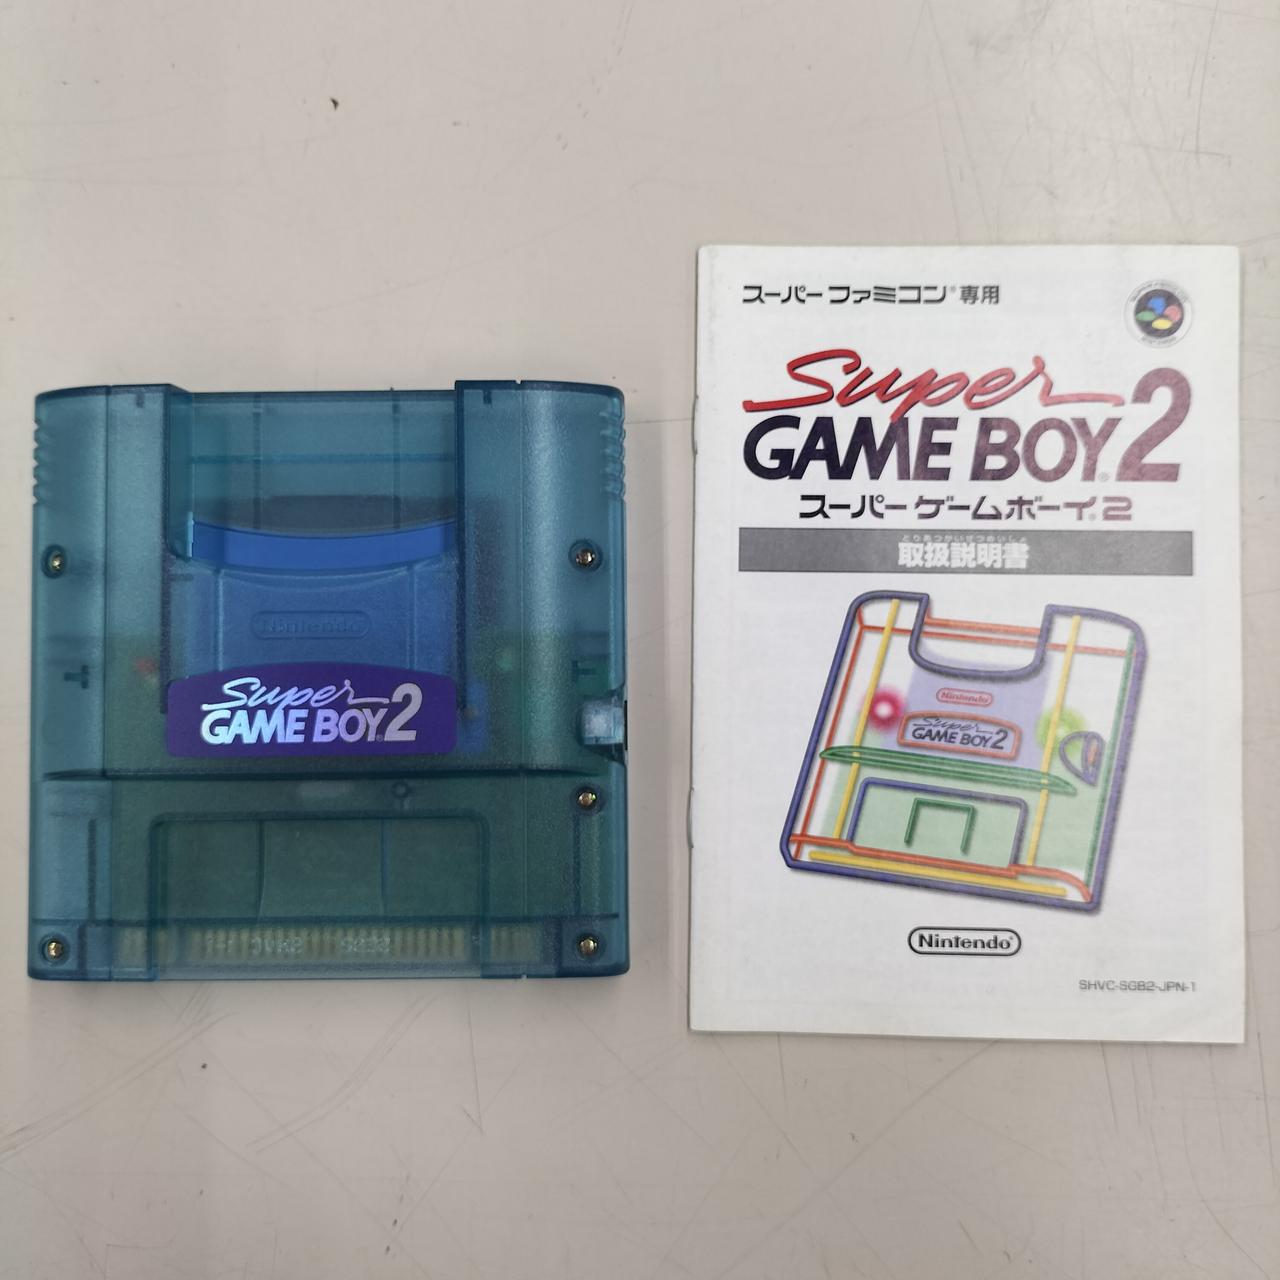 Nintendo
Super
GAME BOY 2
スーパーファミコン®専用
Super
GAME BOY®2
スーパーゲームボーイ®2
とりあつかいせつめいしょ
取扱説明書
Nintendo
Super
GAME BOY 2
Nintendo®
SHVC-SGB2-JPN-1